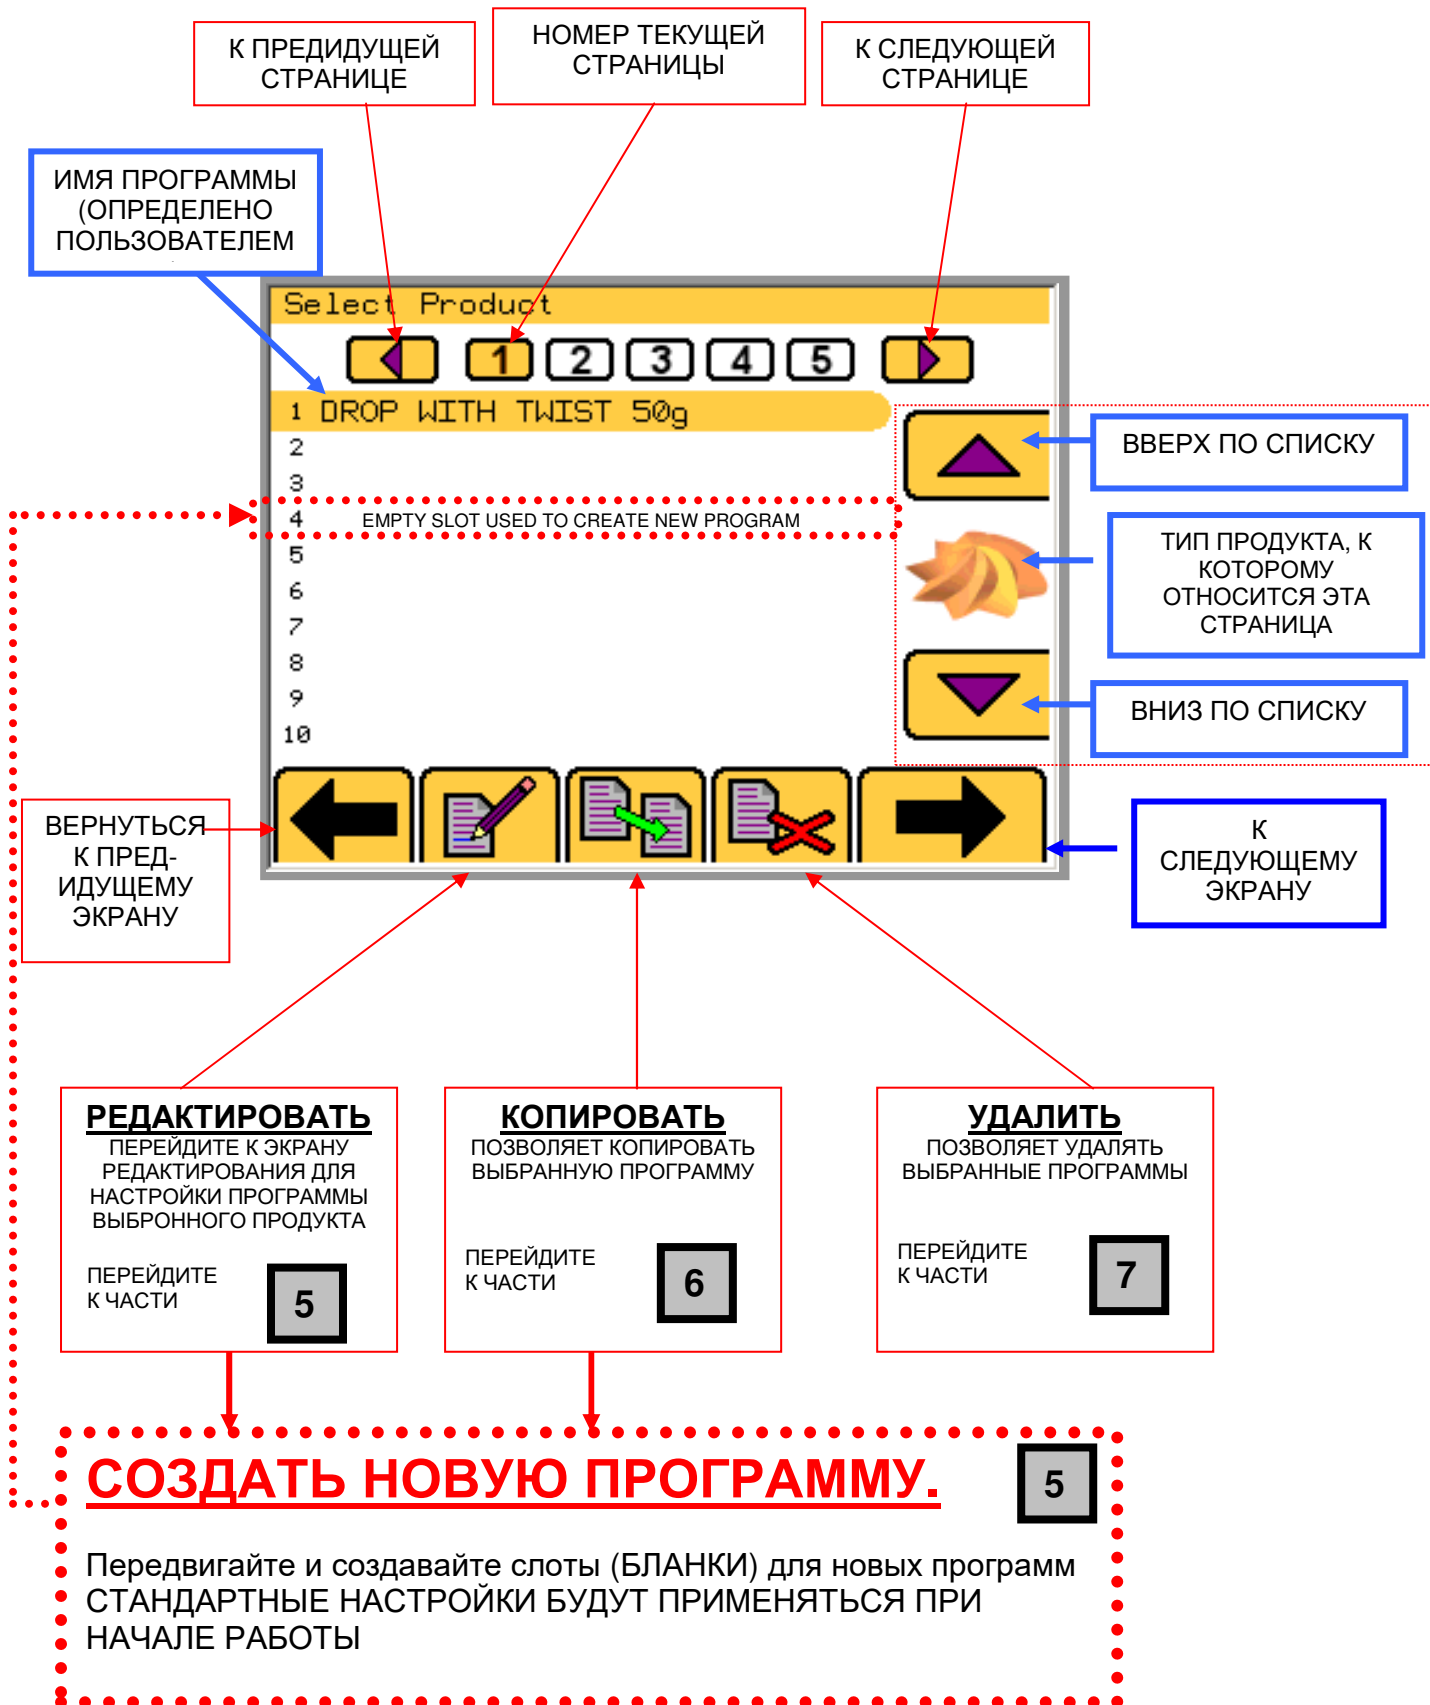 К ПРЕДИДУЩЕЙ
СТРАНИЦЕ
НОМЕР ТЕКУЩЕЙ
СТРАНИЦЫ
К СЛЕДУЮЩЕЙ
СТРАНИЦЕ
ИМЯ ПРОГРАММЫ
(ОПРЕДЕЛЕНО
ПОЛЬЗОВАТЕЛЕМ
Select Product
1 2 3 4 5
1 DROP WITH TWIST 50g
2
3
4 EMPTY SLOT USED TO CREATE NEW PROGRAM
5
6
7
8
9
10
ВВЕРХ ПО СПИСКУ
ТИП ПРОДУКТА, К
КОТОРОМУ
ОТНОСИТСЯ ЭТА
СТРАНИЦА
ВНИЗ ПО СПИСКУ
ВЕРНУТЬСЯ
К ПРЕД-
ИДУЩЕМУ
ЭКРАНУ
К
СЛЕДУЮЩЕМУ
ЭКРАНУ
РЕДАКТИРОВАТЬ
ПЕРЕЙДИТЕ К ЭКРАНУ
РЕДАКТИРОВАНИЯ ДЛЯ
НАСТРОЙКИ ПРОГРАММЫ
ВЫБРОННОГО ПРОДУКТА
ПЕРЕЙДИТЕ
К ЧАСТИ
5
КОПИРОВАТЬ
ПОЗВОЛЯЕТ КОПИРОВАТЬ
ВЫБРАННУЮ ПРОГРАММУ
ПЕРЕЙДИТЕ
К ЧАСТИ
6
УДАЛИТЬ
ПОЗВОЛЯЕТ УДАЛЯТЬ
ВЫБРАННЫЕ ПРОГРАММЫ
ПЕРЕЙДИТЕ
К ЧАСТИ
7
СОЗДАТЬ НОВУЮ ПРОГРАММУ.
5
Передвигайте и создавайте слоты (БЛАНКИ) для новых программ
СТАНДАРТНЫЕ НАСТРОЙКИ БУДУТ ПРИМЕНЯТЬСЯ ПРИ
НАЧАЛЕ РАБОТЫ